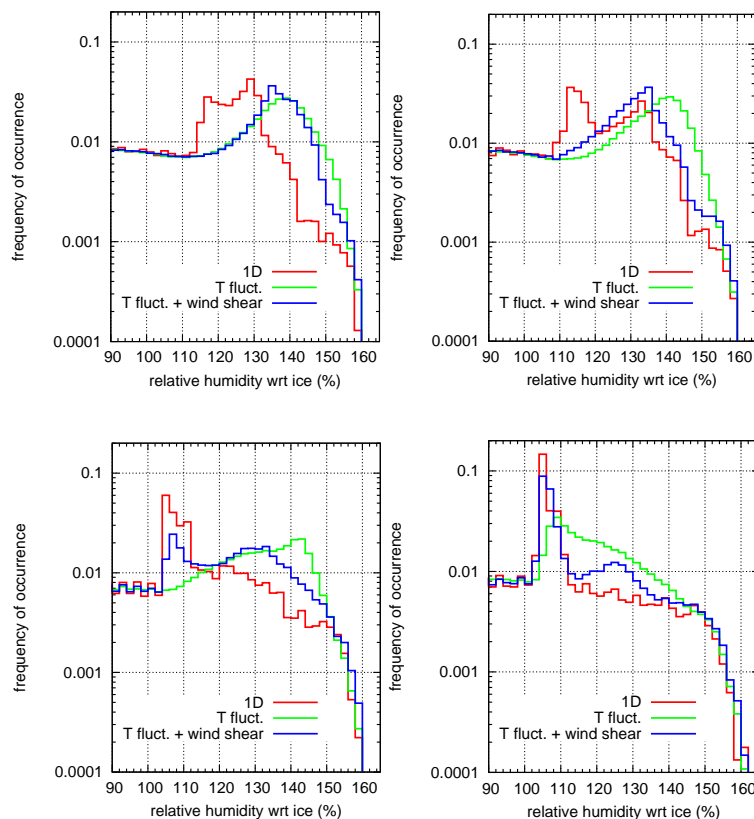 0.1
0.01
0.001
0.0001
frequency of occurrence
1D
T fluct.
T fluct. + wind shear
90 100 110 120 130 140 150 160
relative humidity wrt ice (%)
0.1
0.01
0.001
0.0001
frequency of occurrence
1D
T fluct.
T fluct. + wind shear
90 100 110 120 130 140 150 160
relative humidity wrt ice (%)
0.1
0.01
0.001
0.0001
frequency of occurrence
1D
T fluct.
T fluct. + wind shear
90 100 110 120 130 140 150 160
relative humidity wrt ice (%)
0.1
0.01
0.001
0.0001
frequency of occurrence
1D
T fluct.
T fluct. + wind shear
90 100 110 120 130 140 150 160
relative humidity wrt ice (%)